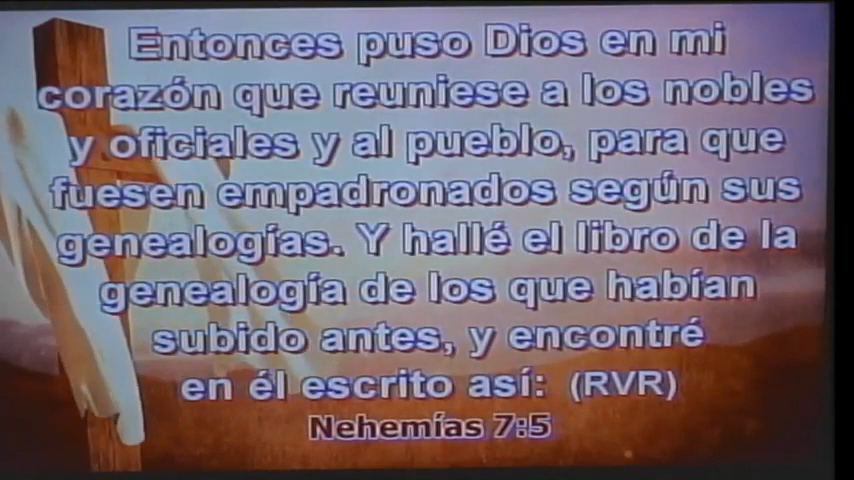 Entonces puso Dios en mi
corazón que reuniese a los nobles
y oficiales y al pueblo, para que
fuesen empadronados según sus
genealogías. Y hallé el libro de la
genealogía de los que habían
subido antes, y encontré
en él escrito así: (RVR)
Nehemías 7:5